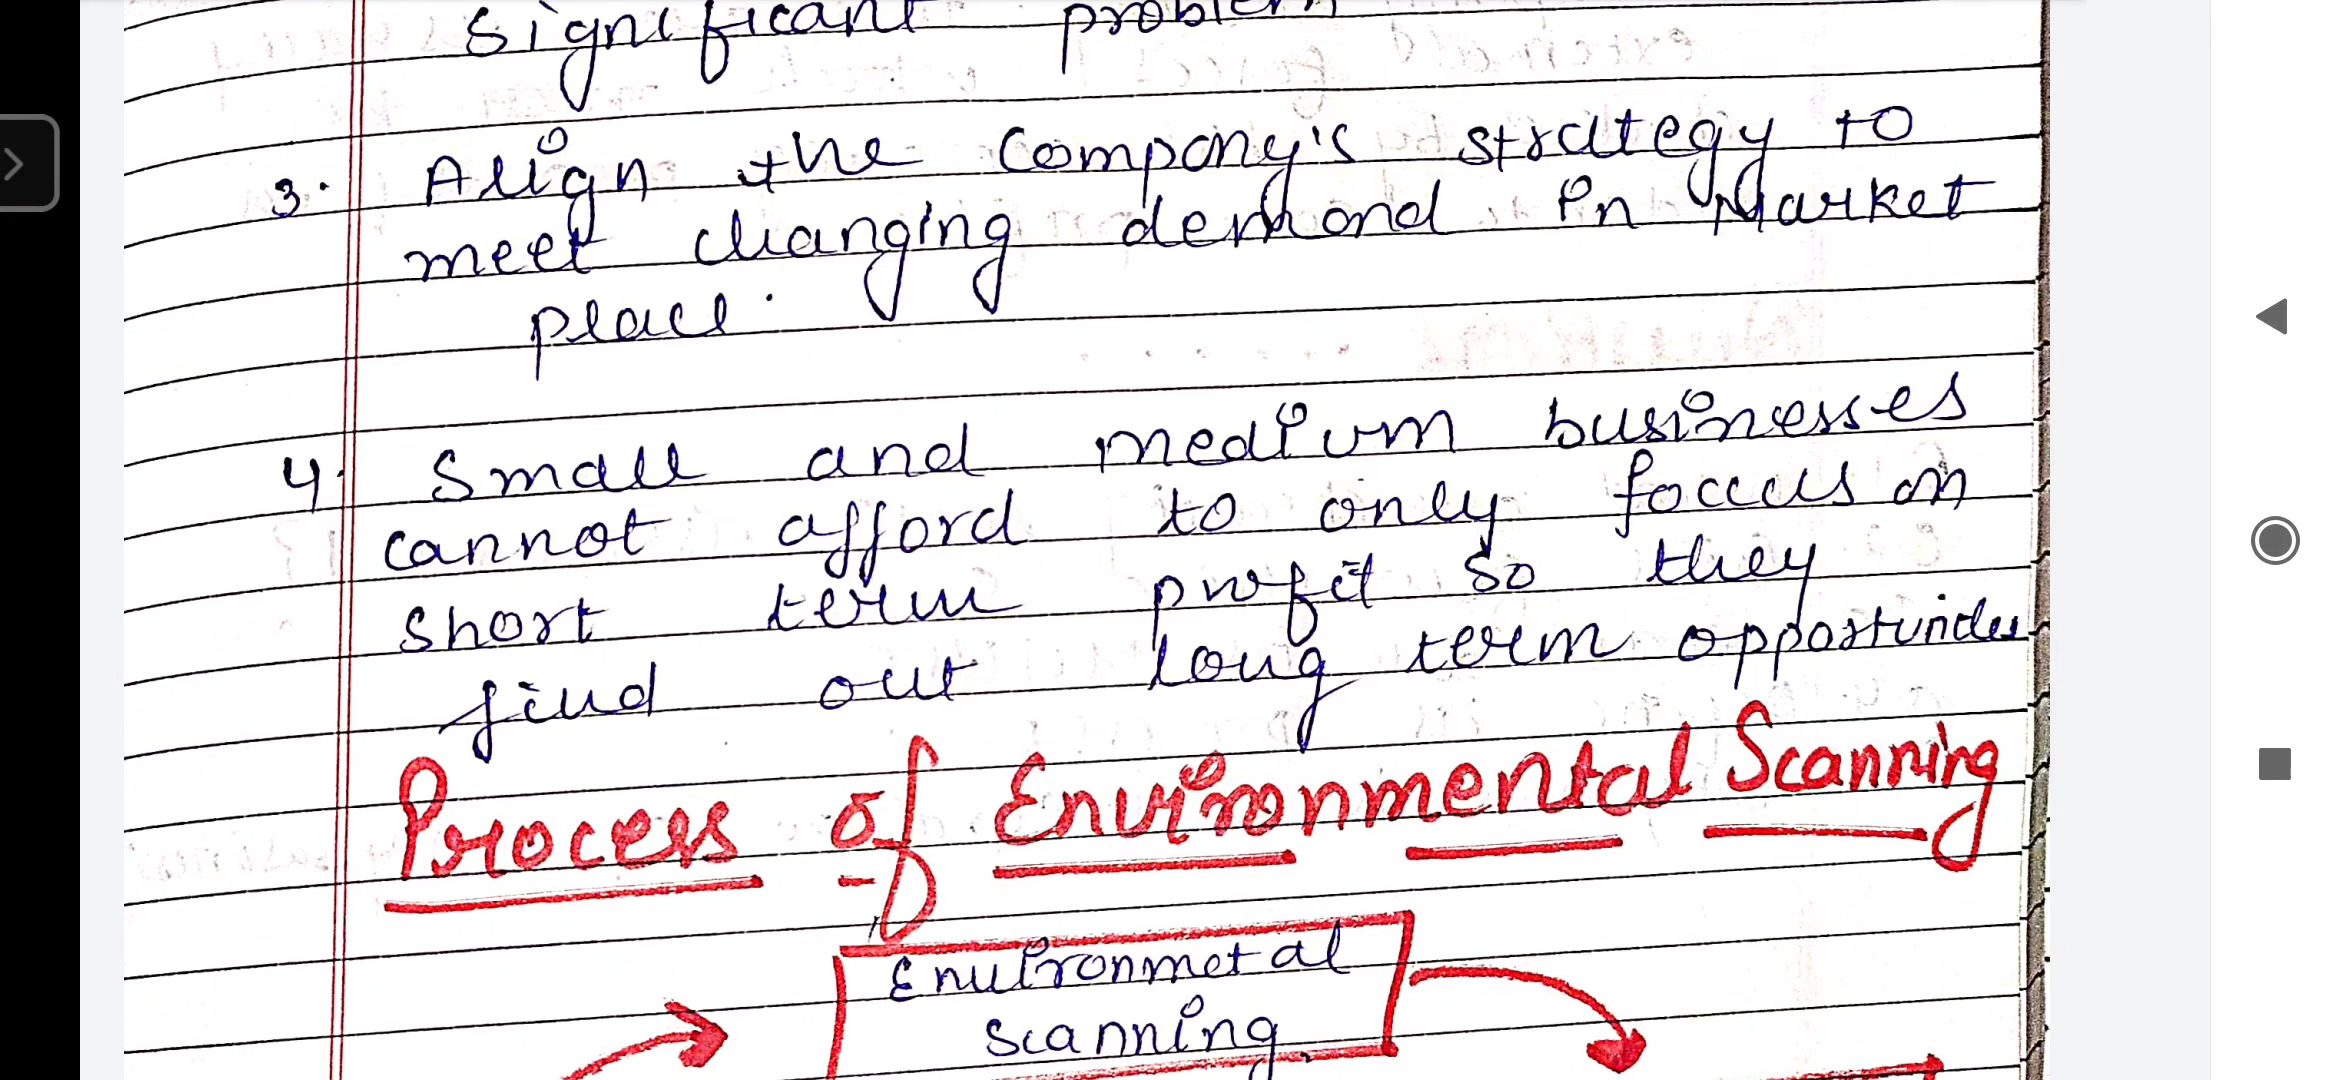 significant problem
3. Align the Company's strategy to
meet changing demand in Market
place.
4. Small and medium businesses
cannot afford to only focus on
short term profit so they
find out long term opportunities
Process of Environmental Scanning
Environmetal
Scanning